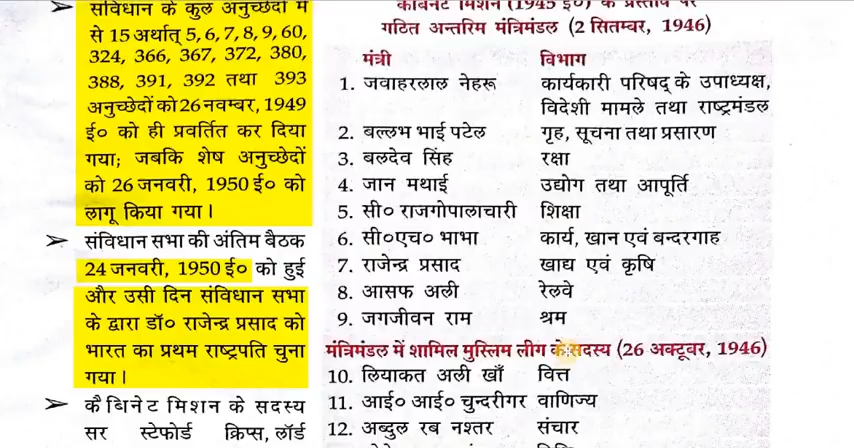 संविधान के कुल अनुच्छेदों में
से 15 अर्थात् 5, 6, 7, 8, 9, 60,
324, 366, 367, 372, 380,
388, 391, 392 तथा 393
अनुच्छेदों को 26 नवम्बर, 1949
ई० को ही प्रवर्तित कर दिया
गया; जबकि शेष अनुच्छेदों
को 26 जनवरी, 1950 ई० को
लागू किया गया।
➢ संविधान सभा की अंतिम बैठक
24 जनवरी, 1950 ई० को हुई
और उसी दिन संविधान सभा
के द्वारा डॉ० राजेन्द्र प्रसाद को
भारत का प्रथम राष्ट्रपति चुना
गया।
➢ कैबिनेट मिशन के सदस्य
सर स्टेफोर्ड क्रिप्स, लॉर्ड
कैबिनेट मिशन (1945 ई०) के प्रस्ताव पर
गठित अन्तरिम मंत्रिमंडल (2 सितम्बर, 1946)
मंत्री विभाग
1. जवाहरलाल नेहरू कार्यकारी परिषद् के उपाध्यक्ष,
विदेशी मामले तथा राष्ट्रमंडल
2. बल्लभ भाई पटेल गृह, सूचना तथा प्रसारण
3. बलदेव सिंह रक्षा
4. जान मथाई उद्योग तथा आपूर्ति
5. सी० राजगोपालाचारी शिक्षा
6. सी०एच० भाभा कार्य, खान एवं बन्दरगाह
7. राजेन्द्र प्रसाद खाद्य एवं कृषि
8. आसफ अली रेलवे
9. जगजीवन राम श्रम
मंत्रिमंडल में शामिल मुस्लिम लीग के सदस्य (26 अक्टूबर, 1946)
10. लियाकत अली खाँ वित्त
11. आई० आई० चुन्दरीगर वाणिज्य
12. अब्दुल रब नश्तर संचार